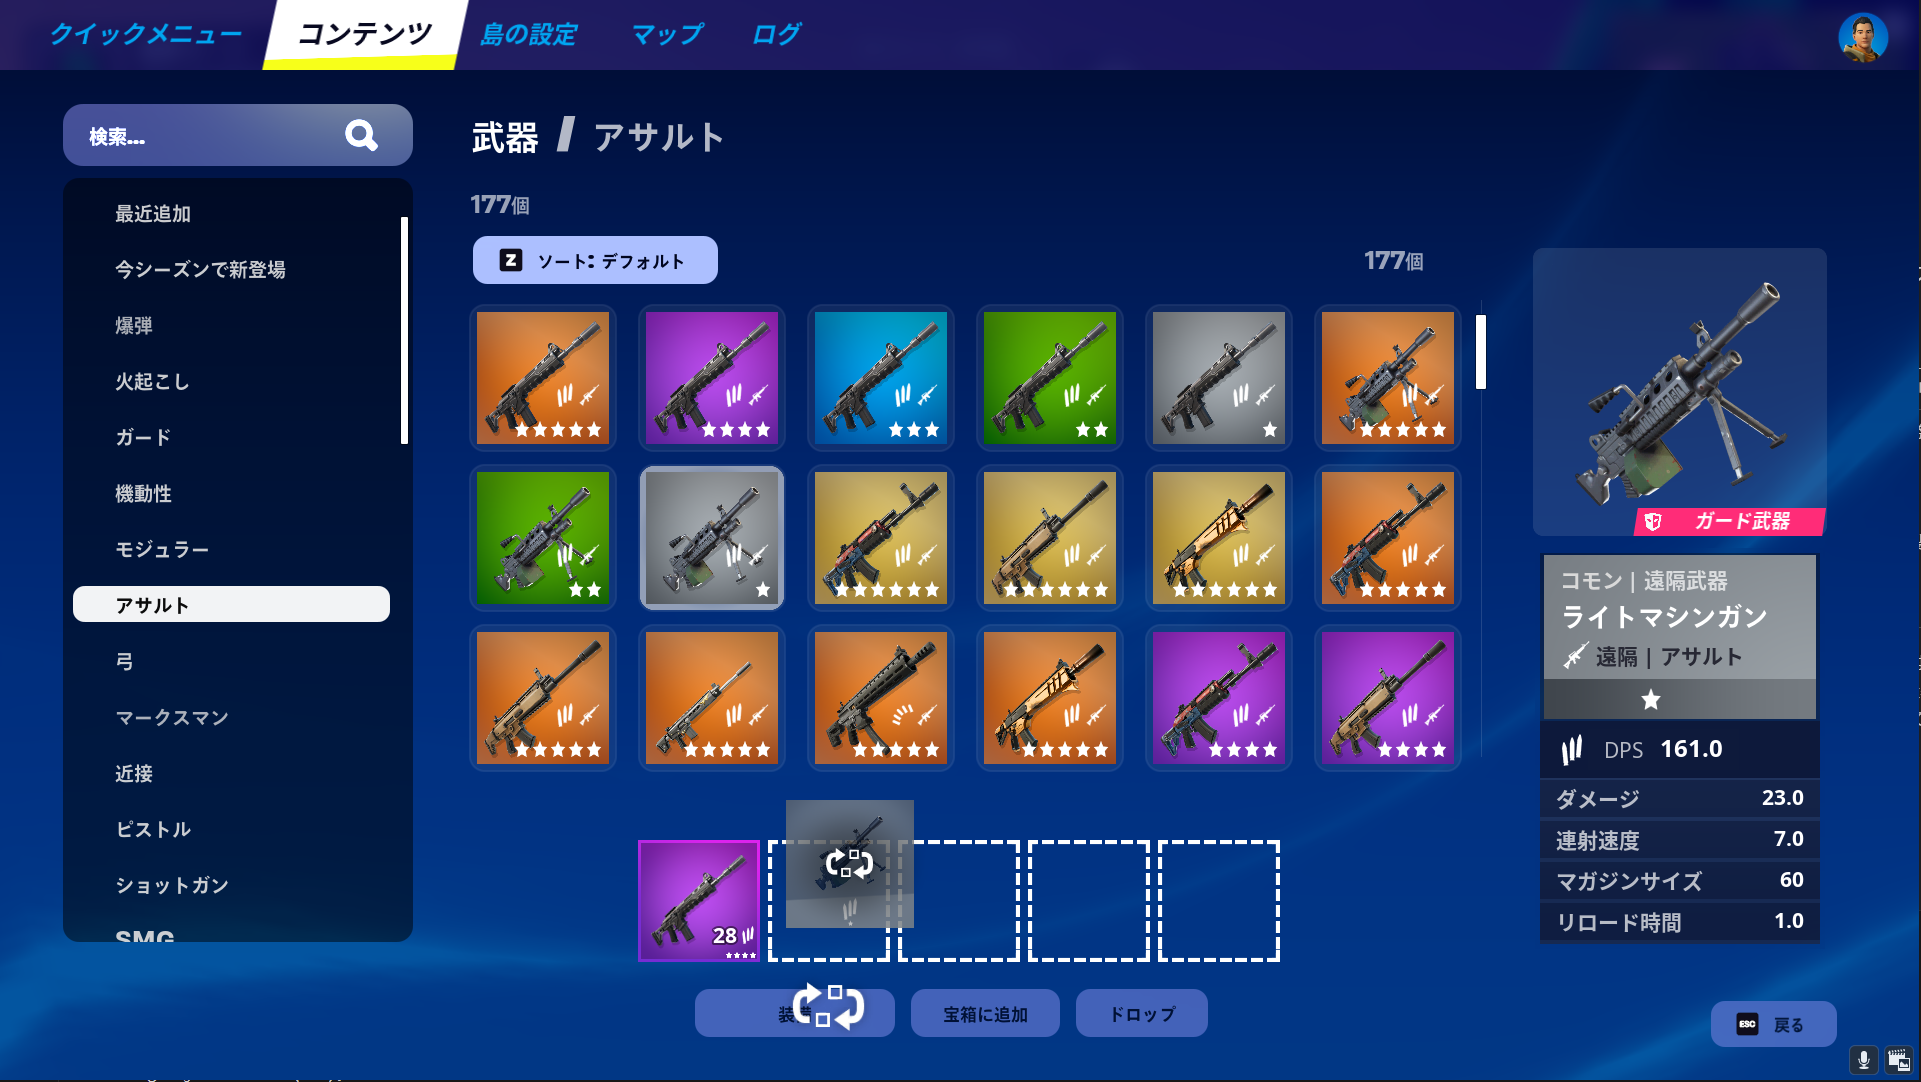 クイックメニュー
コンテンツ
島の設定
マップ
ログ
検索...
最近追加
今シーズンで新登場
爆弾
火起こし
ガード
機動性
モジュラー
アサルト
弓
マークスマン
近接
ピストル
ショットガン
SMG
武器 / アサルト
177個
Z ソート: デフォルト
177個
28
宝箱に追加
ドロップ
ガード武器
コモン | 遠隔武器
ライトマシンガン
遠隔 | アサルト
DPS 161.0
ダメージ 23.0
連射速度 7.0
マガジンサイズ 60
リロード時間 1.0
ESC 戻る